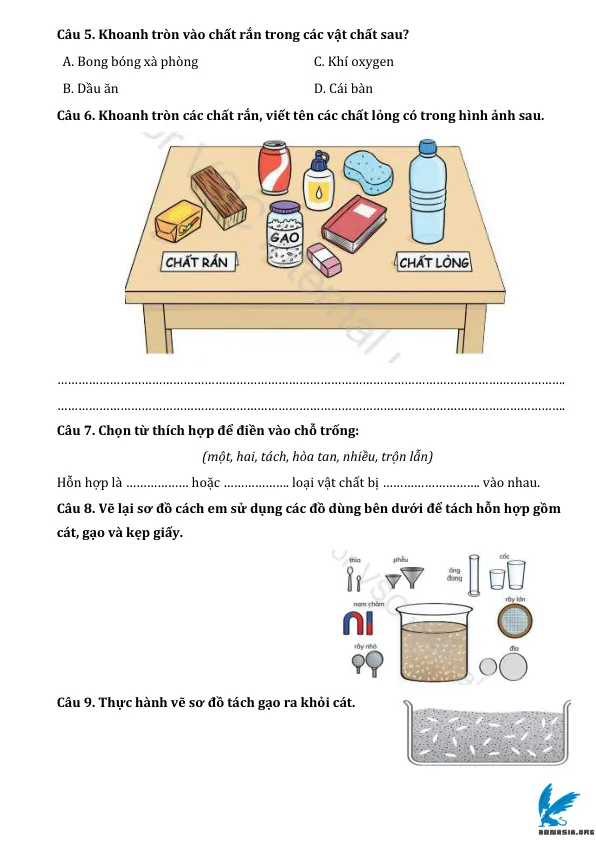 Câu 5. Khoanh tròn vào chất rắn trong các vật chất sau?
A. Bong bóng xà phòng
C. Khí oxygen
B. Dầu ăn
D. Cái bàn
Câu 6. Khoanh tròn các chất rắn, viết tên các chất lỏng có trong hình ảnh sau.
GẠO
CHẤT RẮN
CHẤT LỎNG
Câu 7. Chọn từ thích hợp để điền vào chỗ trống:
(một, hai, tách, hòa tan, nhiều, trộn lẫn)
Hỗn hợp là ……………… hoặc ………………. loại vật chất bị ………………………. vào nhau.
Câu 8. Vẽ lại sơ đồ cách em sử dụng các đồ dùng bên dưới để tách hỗn hợp gồm
cát, gạo và kẹp giấy.
thìa
phễu
ống
đong
cốc
nam châm
rây lớn
rây nhỏ
đĩa
Câu 9. Thực hành vẽ sơ đồ tách gạo ra khỏi cát.
ABNASIA.ORG